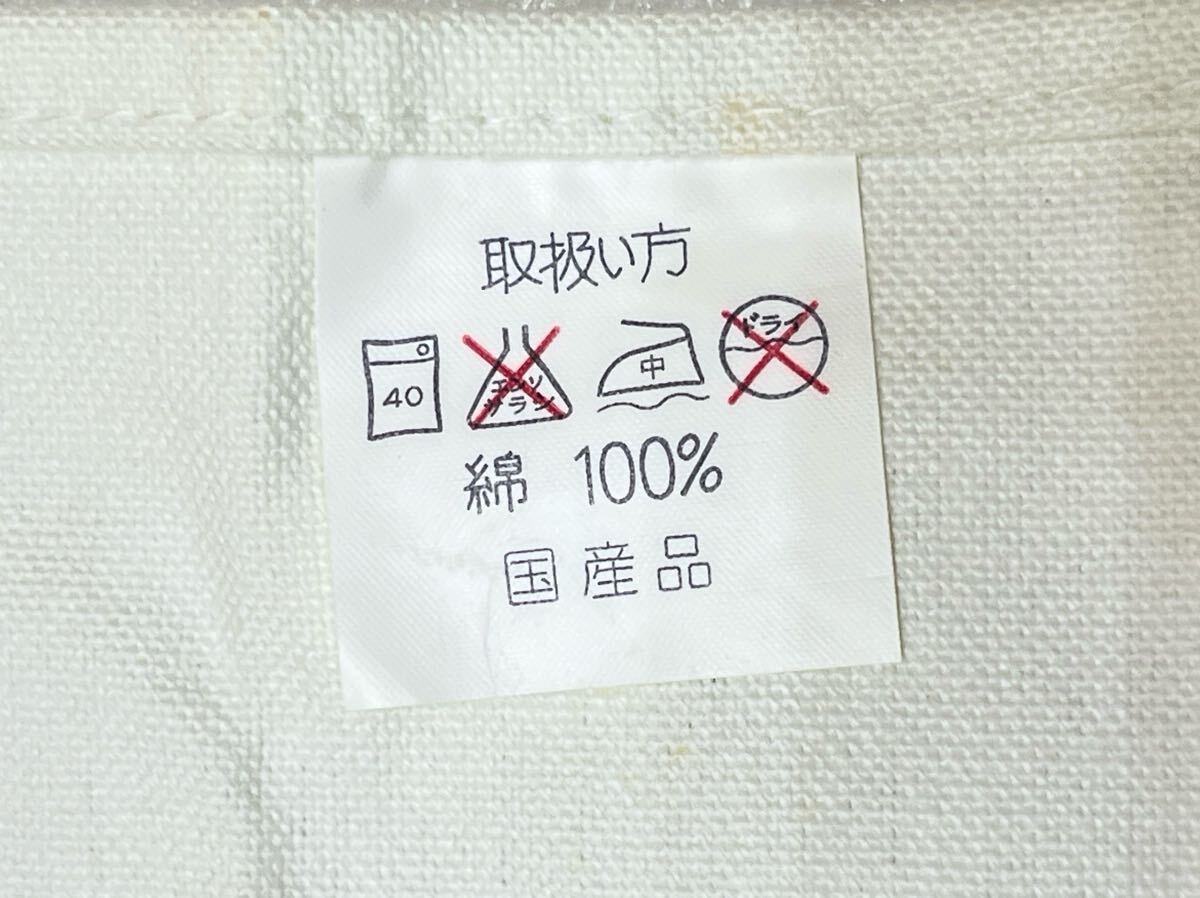 取扱い方
40 エンソサラシ 中 ドライ
綿 100%
国産品